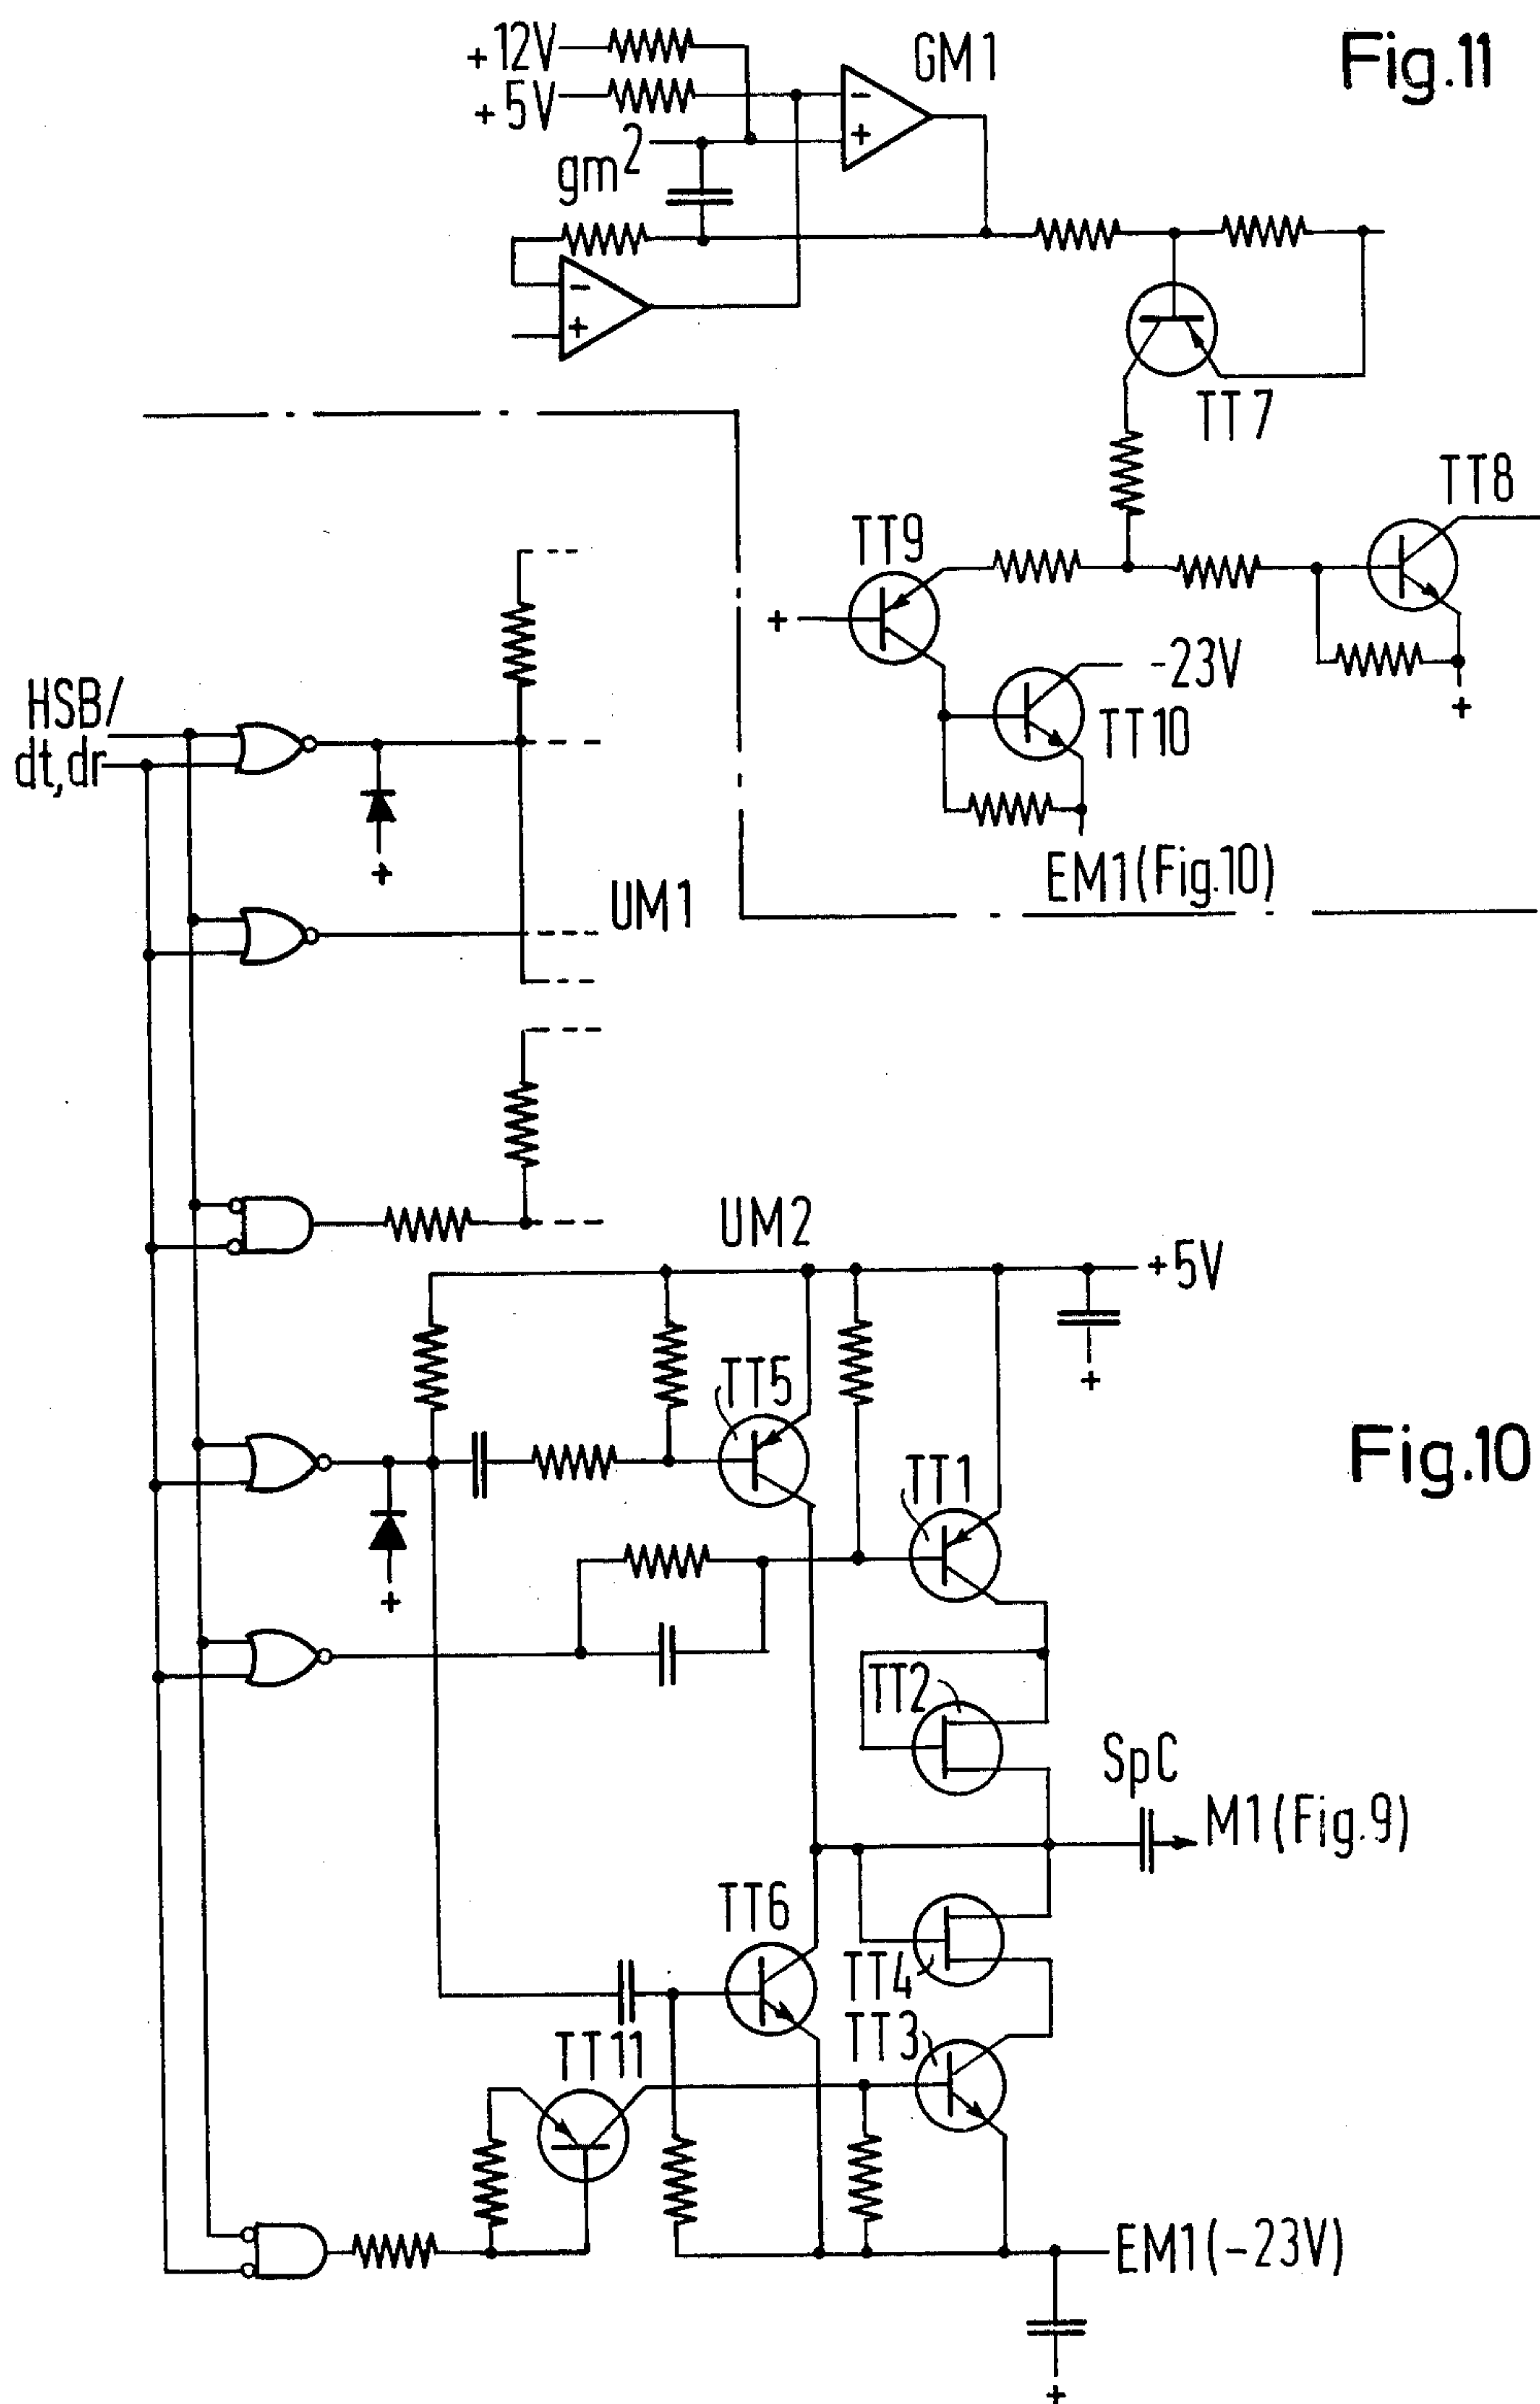 Fig.11
+12V
+5V
GM1
-
+
gm2
-
+
TT7
TT8
TT9
+
-23V
TT10
+
HSB/
dt,dr
+
EM1(Fig.10)
UM1
UM2
+5V
+
TT5
Fig.10
TT1
+
TT2
SpC
M1(Fig.9)
TT6
TT4
TT3
TT11
EM1(-23V)
+